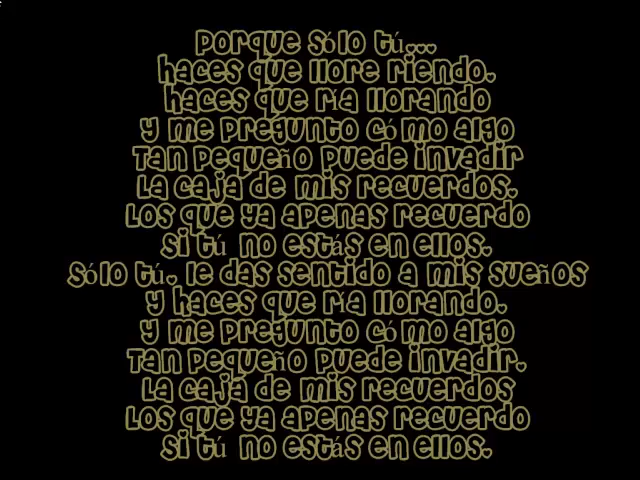 Porque sólo tú...
haces que llore riendo.
haces que ría llorando
y me pregunto cómo algo
tan pequeño puede invadir
la caja de mis recuerdos.
los que ya apenas recuerdo
si tú no estás en ellos.
Sólo tú. le das sentido a mis sueños
y haces que ría llorando.
y me pregunto cómo algo
tan pequeño puede invadir.
la caja de mis recuerdos
los que ya apenas recuerdo
si tú no estás en ellos.